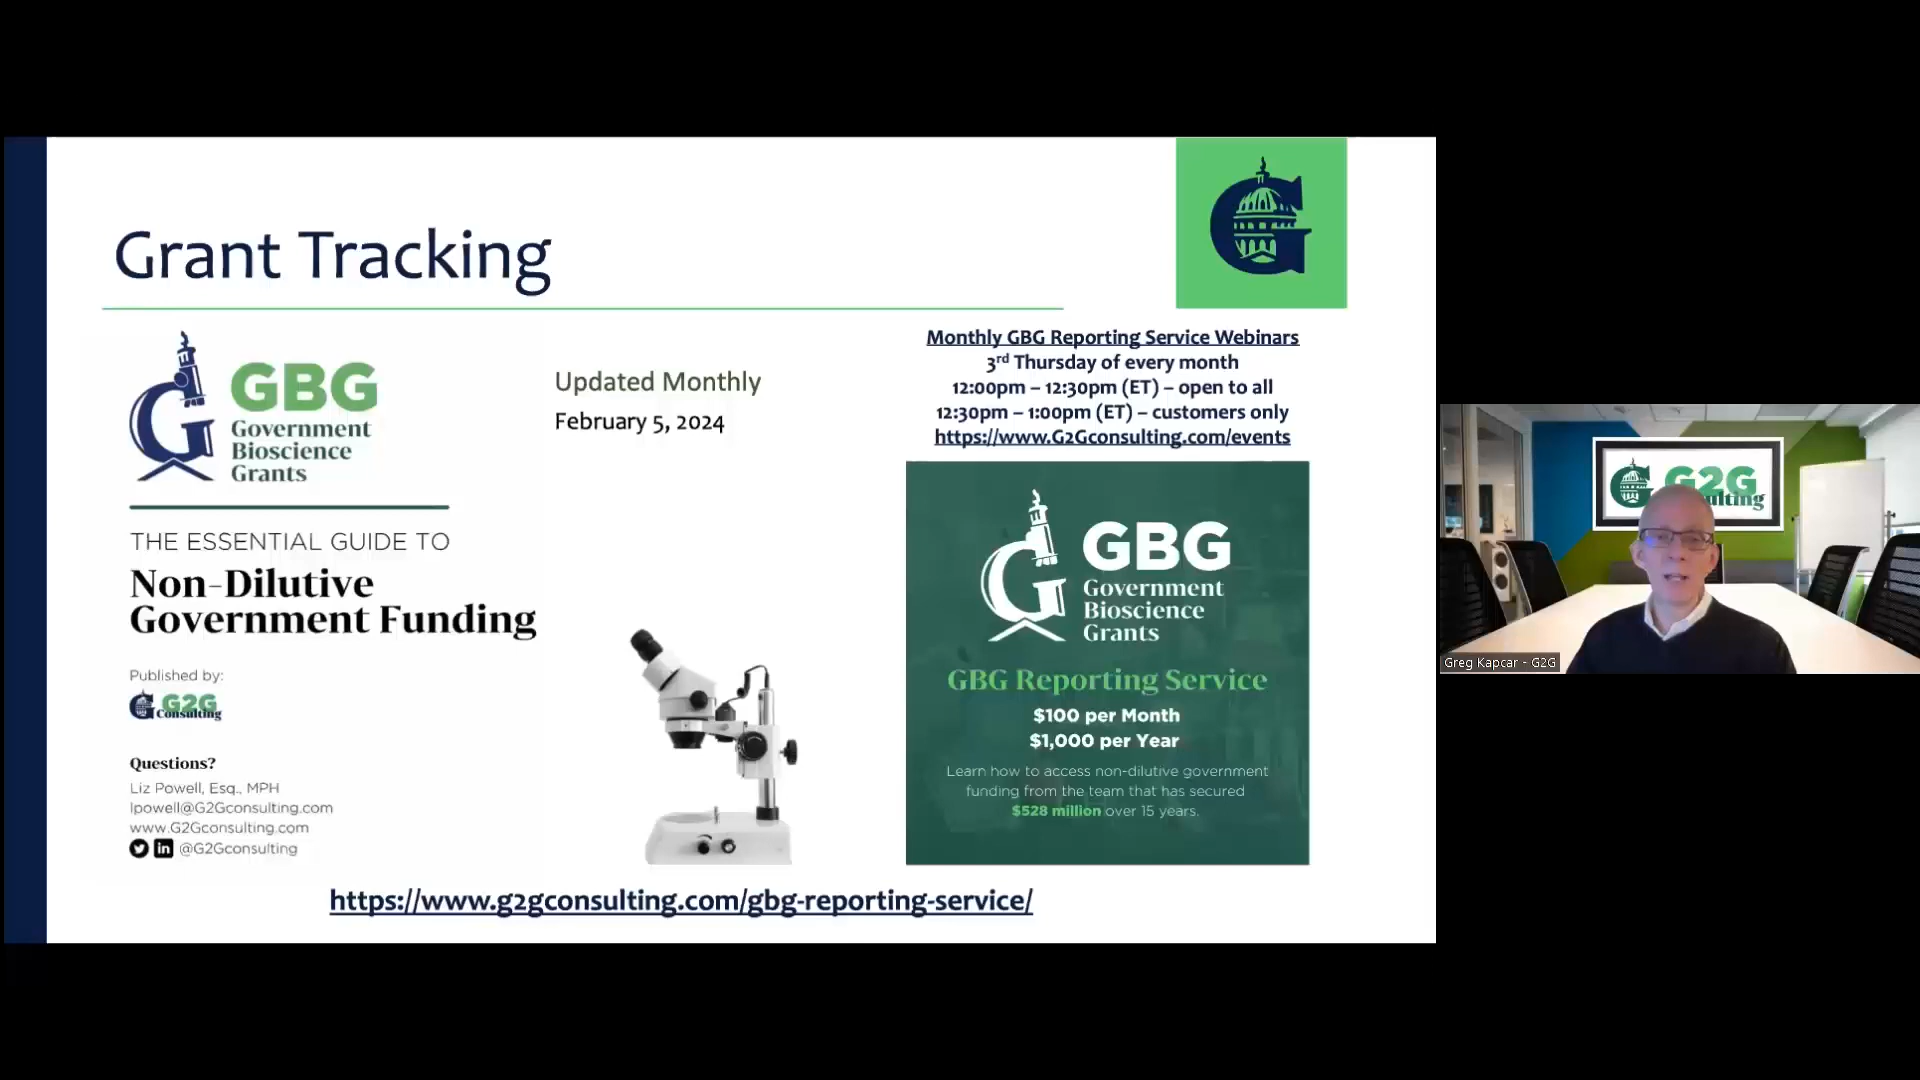 Grant Tracking
GBG
Government
Bioscience
Grants
THE ESSENTIAL GUIDE TO
Non-Dilutive
Government Funding
Published by:
G2G
Consulting
Questions?
Liz Powell, Esq., MPH
lpowell@G2Gconsulting.com
www.G2Gconsulting.com
@G2Gconsulting
Updated Monthly
February 5, 2024
Monthly GBG Reporting Service Webinars
3rd Thursday of every month
12:00pm – 12:30pm (ET) – open to all
12:30pm – 1:00pm (ET) – customers only
https://www.G2Gconsulting.com/events
GBG
Government
Bioscience
Grants
GBG Reporting Service
$100 per Month
$1,000 per Year
Learn how to access non-dilutive government
funding from the team that has secured
$528 million over 15 years.
https://www.g2gconsulting.com/gbg-reporting-service/
G2G
ulting
Greg Kapcar - G2G